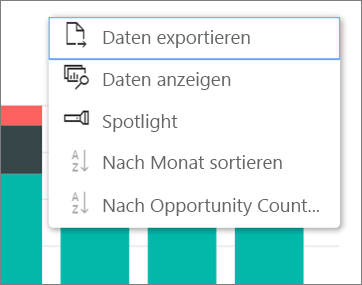 Daten exportieren
Daten anzeigen
Spotlight
Nach Monat sortieren
Nach Opportunity Count...